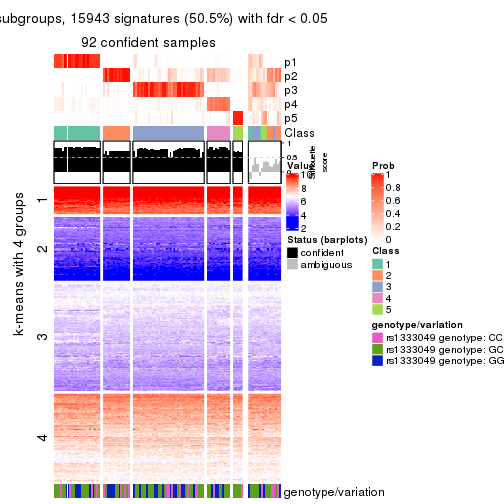 subgroups, 15943 signatures (50.5%) with fdr < 0.05
92 confident samples
p1
p2
p3
p4
p5
Class
1
0.5
0
Silhouette
score
k-means with 4 groups
1
2
3
4
genotype/variation
Value
10
8
6
4
2
Status (barplots)
confident
ambiguous
Prob
1
0.8
0.6
0.4
0.2
0
Class
1
2
3
4
5
genotype/variation
rs1333049 genotype: CC
rs1333049 genotype: GC
rs1333049 genotype: GG